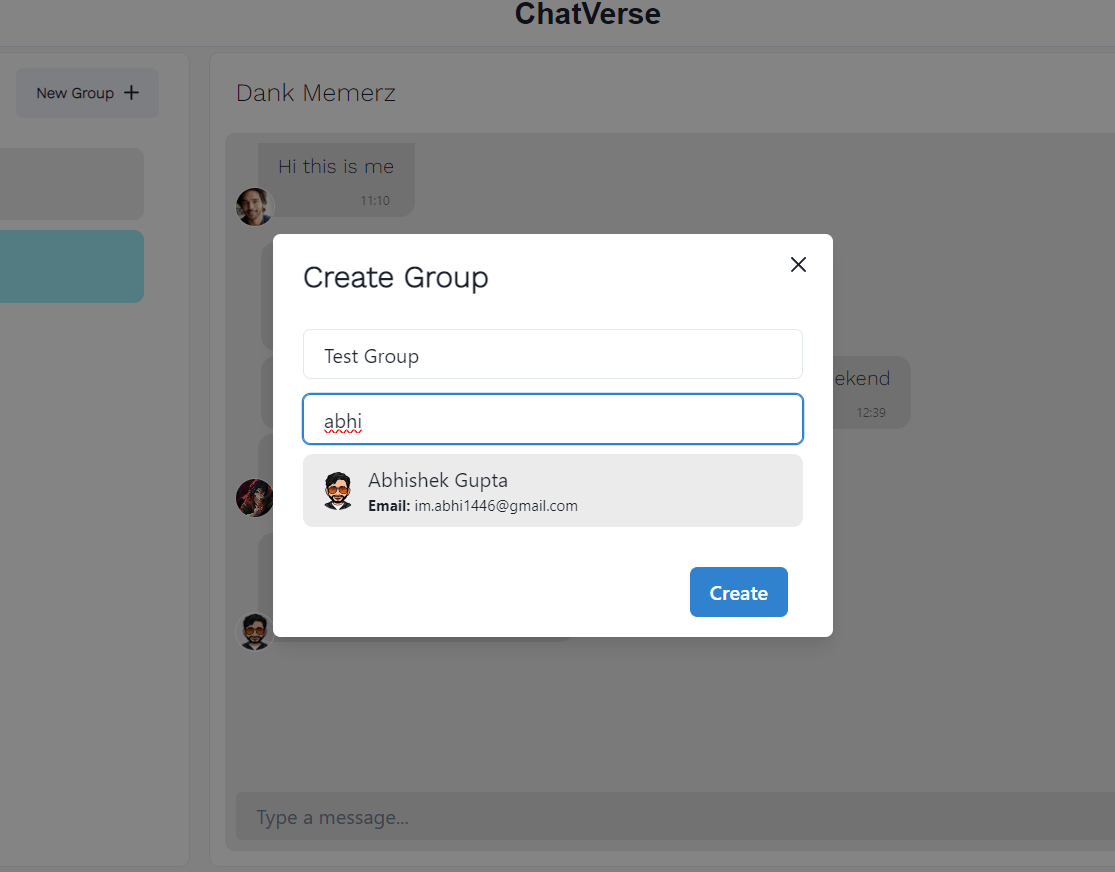 ChatVerse
New Group
Dank Memerz
Hi this is me
11:10
Create Group
Test Group
ekend
12:39
abhi
Abhishek Gupta
Email: im.abhi1446@gmail.com
Create
Type a message...